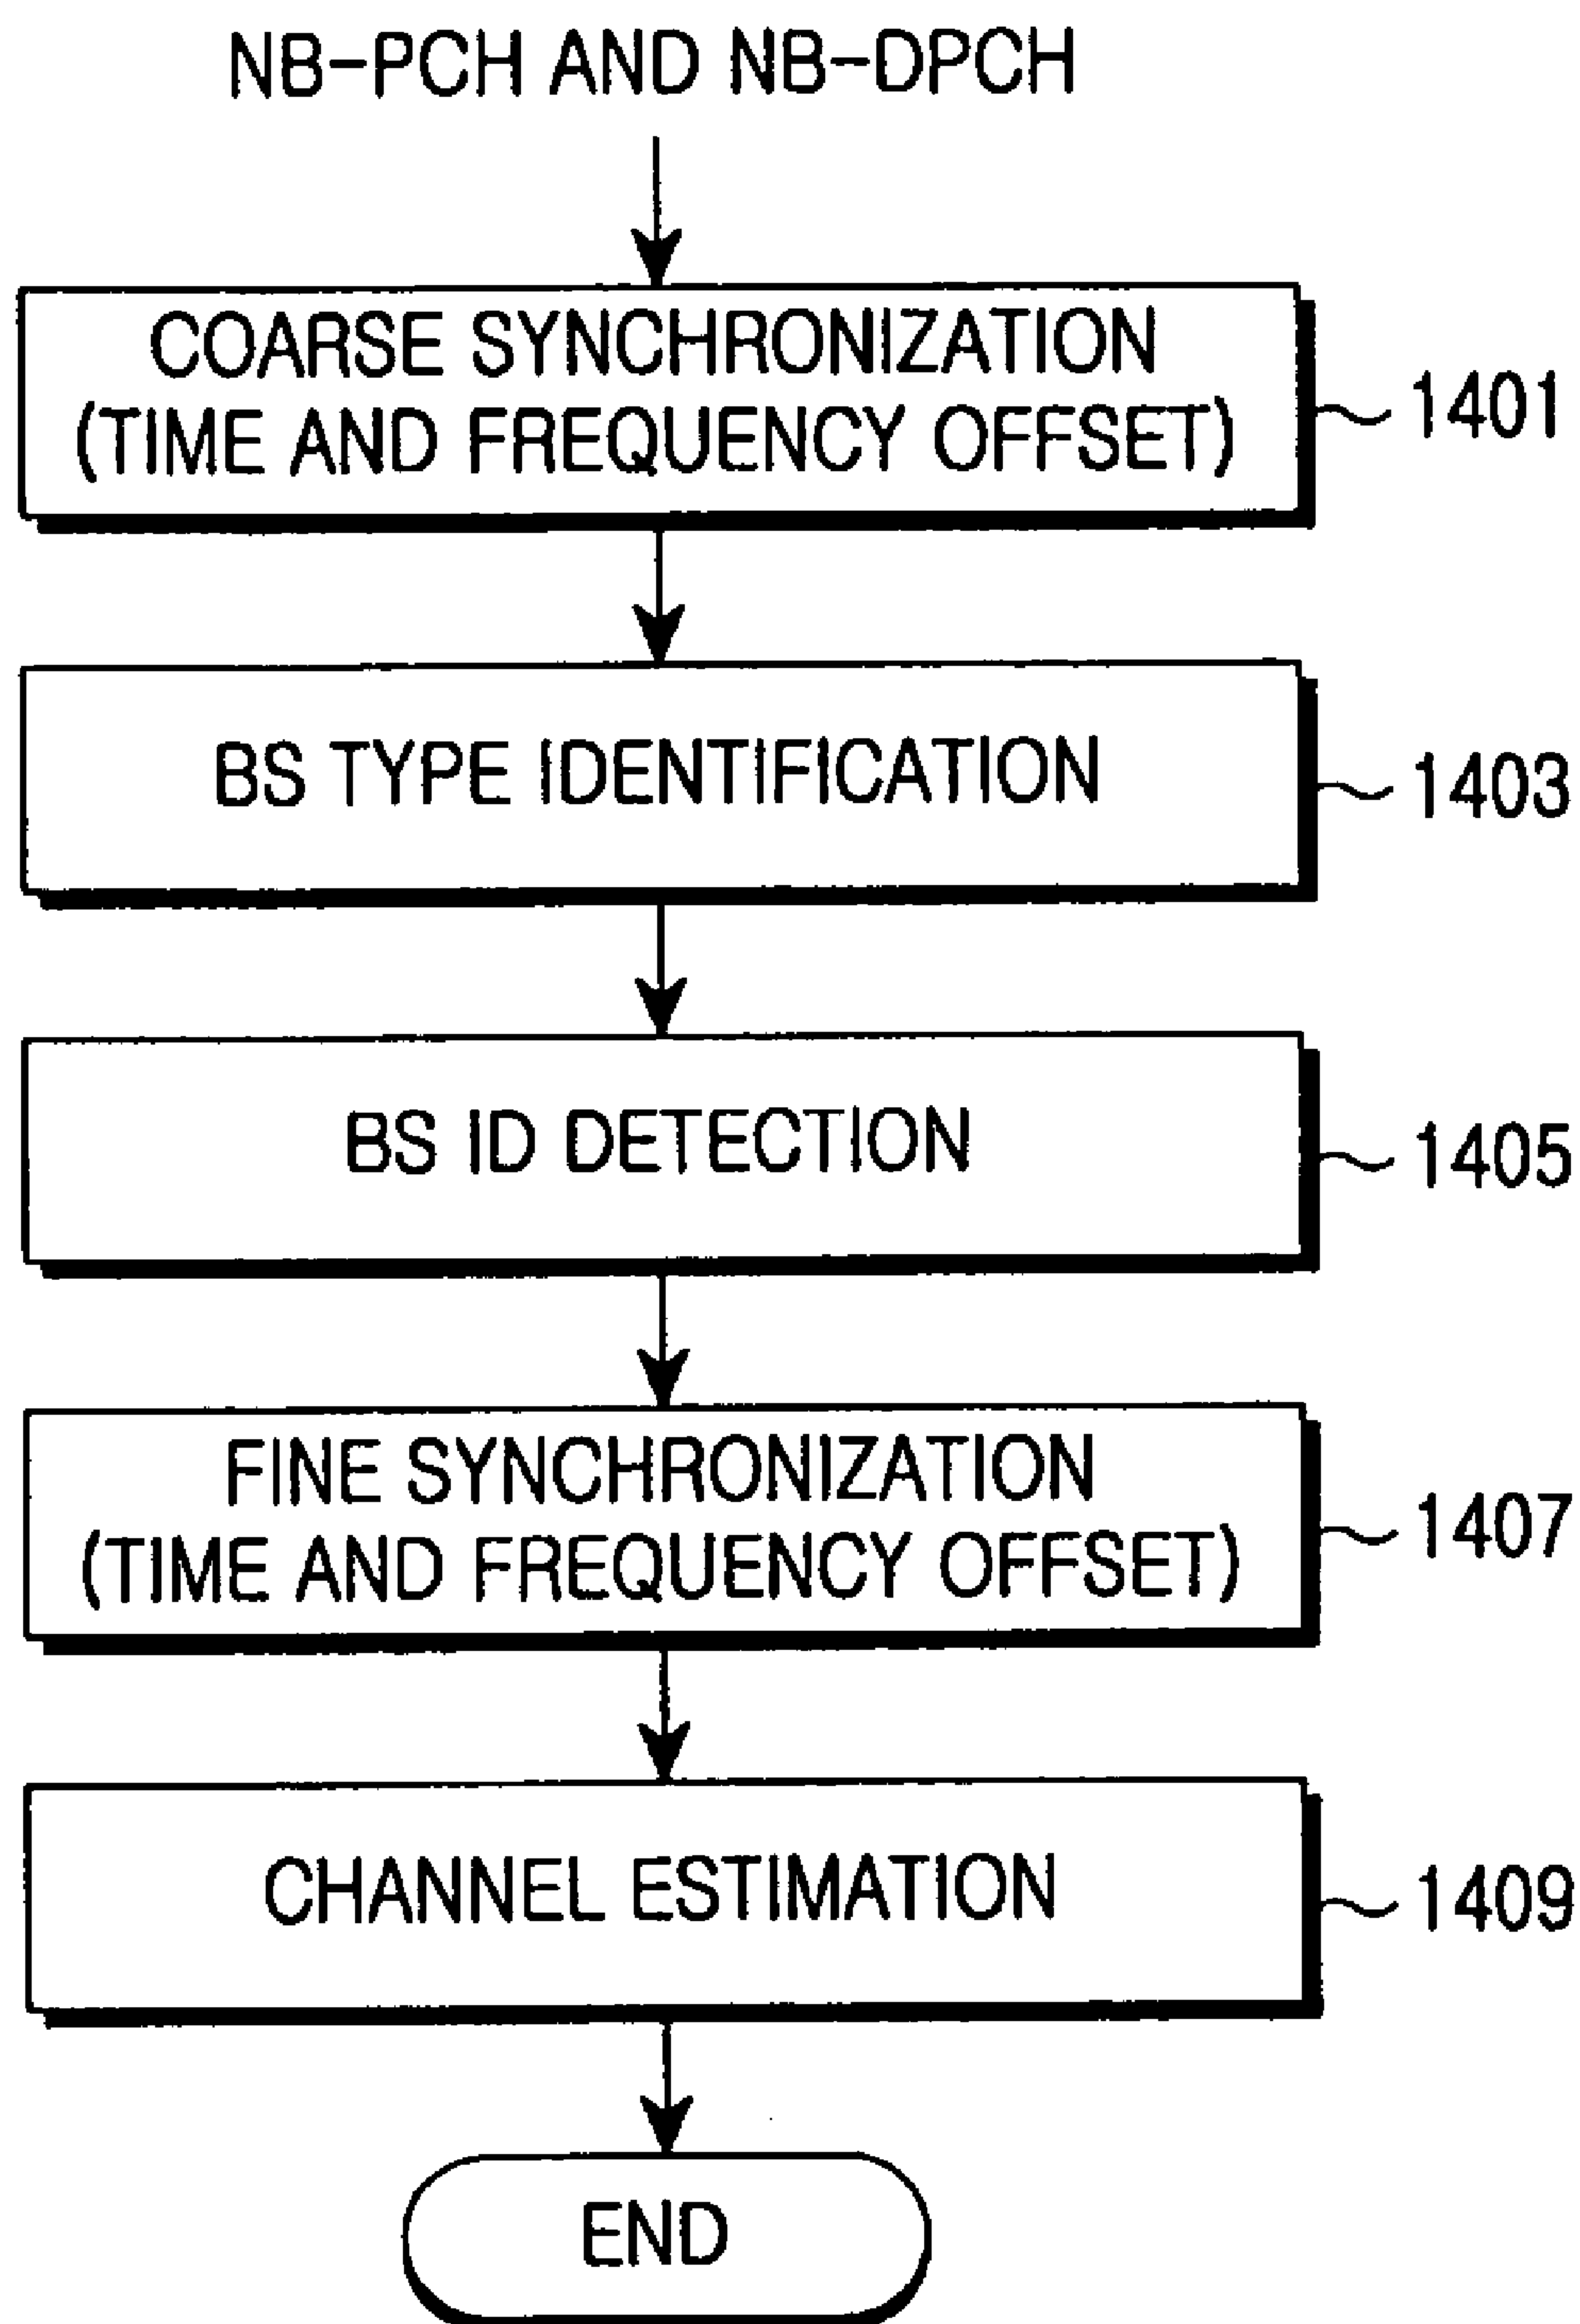 NB-PCH AND NB-DPCH
COARSE SYNCHRONIZATION
(TIME AND FREQUENCY OFFSET)
1401
BS TYPE IDENTIFICATION
1403
BS ID DETECTION
1405
FINE SYNCHRONIZATION
(TIME AND FREQUENCY OFFSET)
1407
CHANNEL ESTIMATION
1409
END